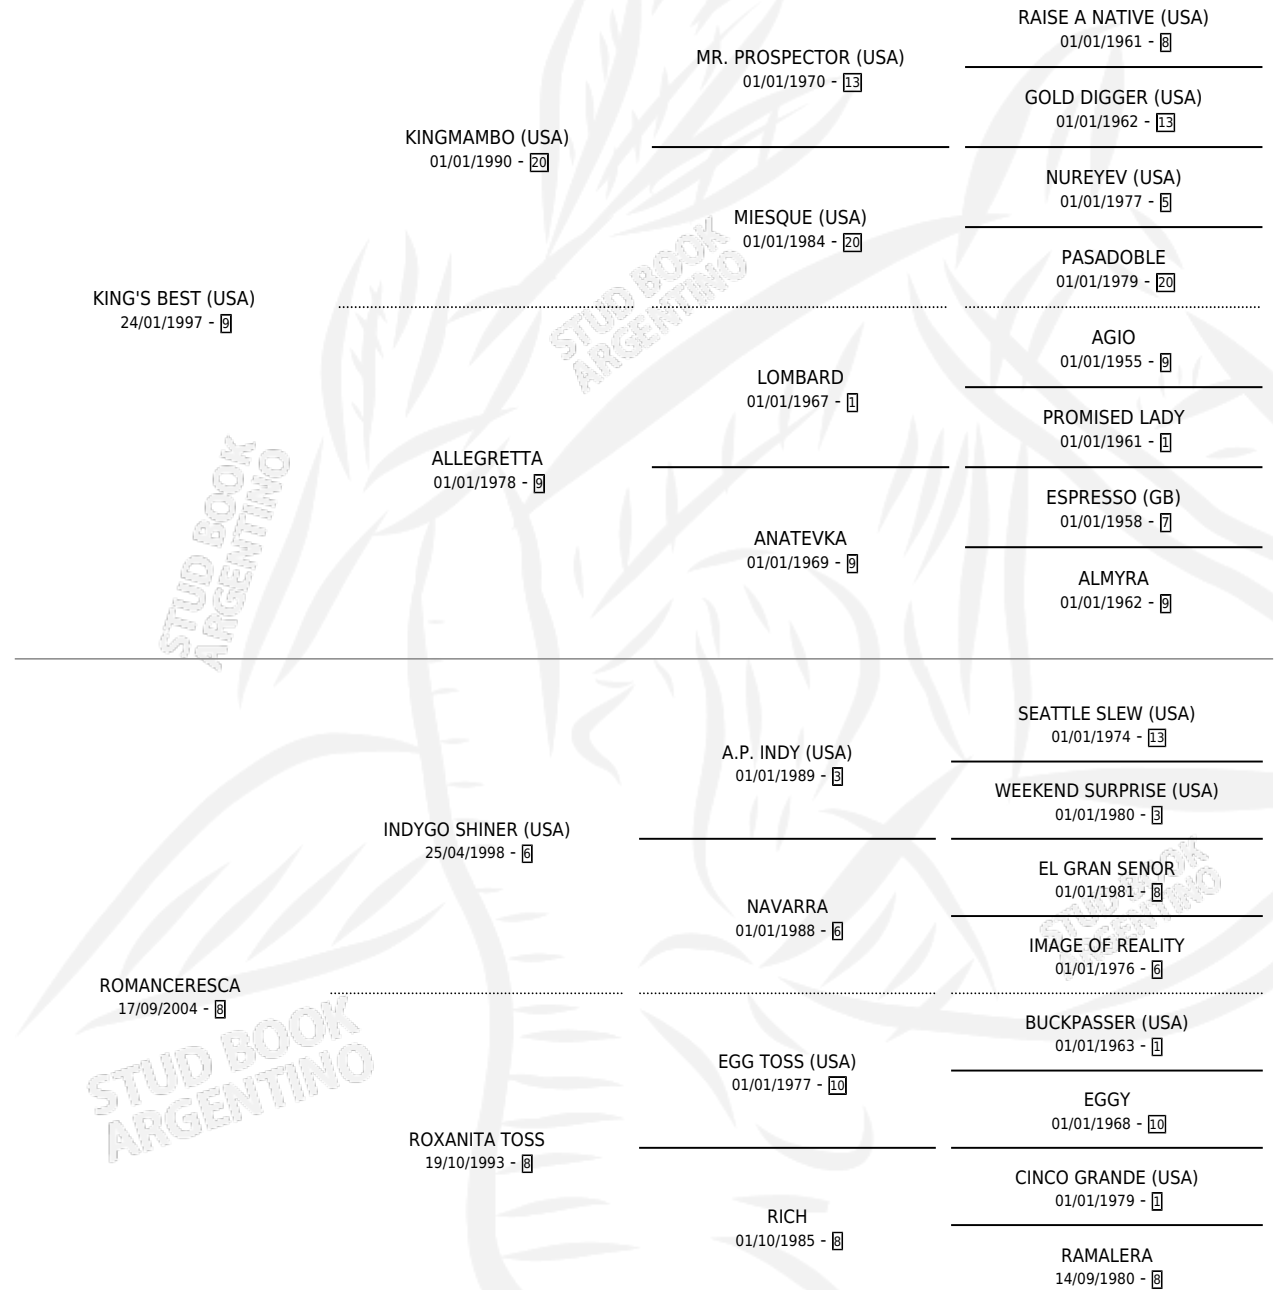 RAISE A NATIVE (USA)
01/01/1961 - 8
MR. PROSPECTOR (USA)
01/01/1970 - 13
GOLD DIGGER (USA)
01/01/1962 - 13
KINGMAMBO (USA)
01/01/1990 - 20
NUREYEV (USA)
01/01/1977 - 5
MIESQUE (USA)
01/01/1984 - 20
PASADOBLE
01/01/1979 - 20
KING'S BEST (USA)
24/01/1997 - 9
AGIO
01/01/1955 - 9
LOMBARD
01/01/1967 - 1
PROMISED LADY
01/01/1961 - 1
ALLEGRETTA
01/01/1978 - 9
ESPRESSO (GB)
01/01/1958 - 7
ANATEVKA
01/01/1969 - 9
ALMYRA
01/01/1962 - 9
STUD BOOK
ARGENTINO
STUD BOOK
ARGENTINO
SEATTLE SLEW (USA)
01/01/1974 - 13
A.P. INDY (USA)
01/01/1989 - 3
WEEKEND SURPRISE (USA)
01/01/1980 - 3
INDYGO SHINER (USA)
25/04/1998 - 6
EL GRAN SENOR
01/01/1981 - 8
NAVARRA
01/01/1988 - 6
IMAGE OF REALITY
01/01/1976 - 6
ROMANCERESCA
17/09/2004 - 8
BUCKPASSER (USA)
01/01/1963 - 1
EGG TOSS (USA)
01/01/1977 - 10
EGGY
01/01/1968 - 10
ROXANITA TOSS
19/10/1993 - 8
CINCO GRANDE (USA)
01/01/1979 - 1
RICH
01/10/1985 - 8
RAMALERA
14/09/1980 - 8
STUD BOOK
ARGENTINO
STUD BOOK
ARGENTINO